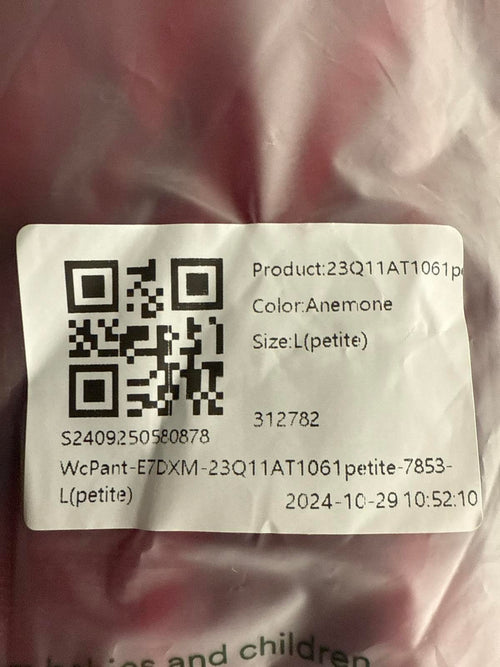 Product:23Q11AT1061pe
Color:Anemone
Size:L(petite)
312782
S2409250580878
WcPant-E7DXM-23Q11AT1061petite-7853-
L(petite)
2024-10-29 10:52:10
babies and children